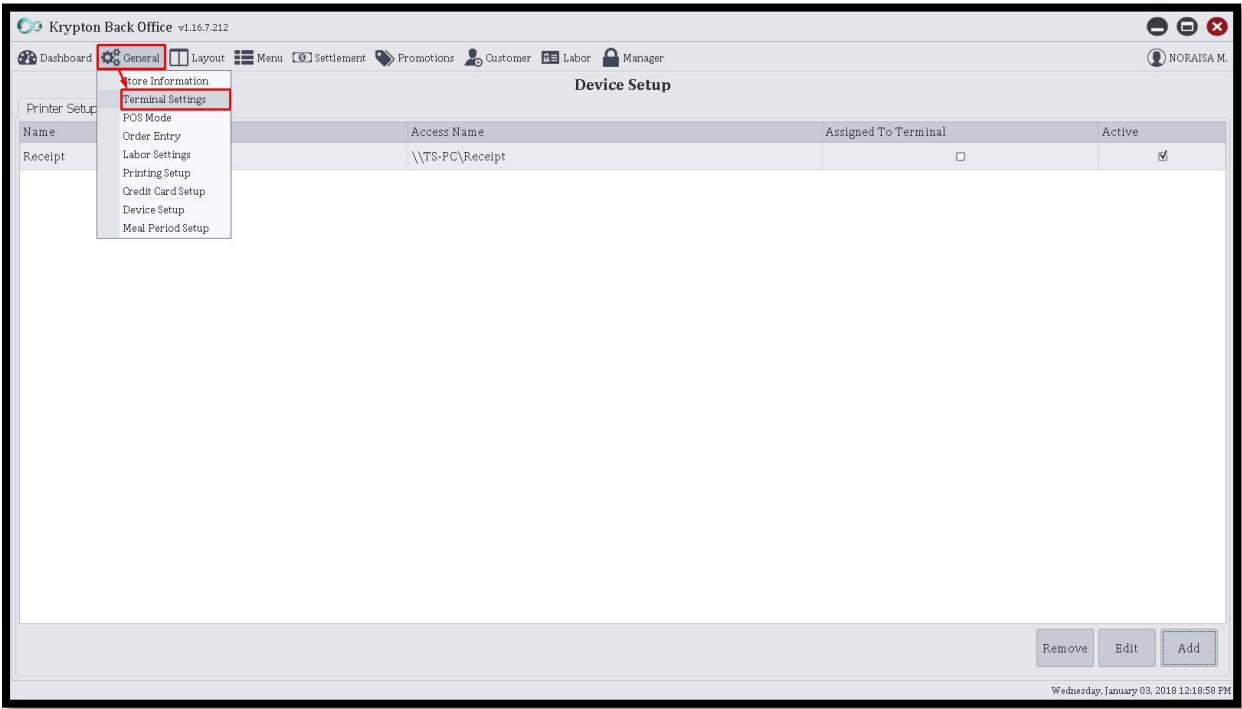 Krypton Back Office v1.16.7.212
Dashboard General Layout Menu Settlement Promotions Customer Labor Manager NORAISA M.
Device Setup
Store Information
Terminal Settings
POS Mode
Order Entry
Labor Settings
Printing Setup
Credit Card Setup
Device Setup
Meal Period Setup
Printer Setup
Name Access Name Assigned To Terminal Active
Receipt \\TS-PC\Receipt
Remove Edit Add
Wednesday, January 03, 2018 12:18:58 PM